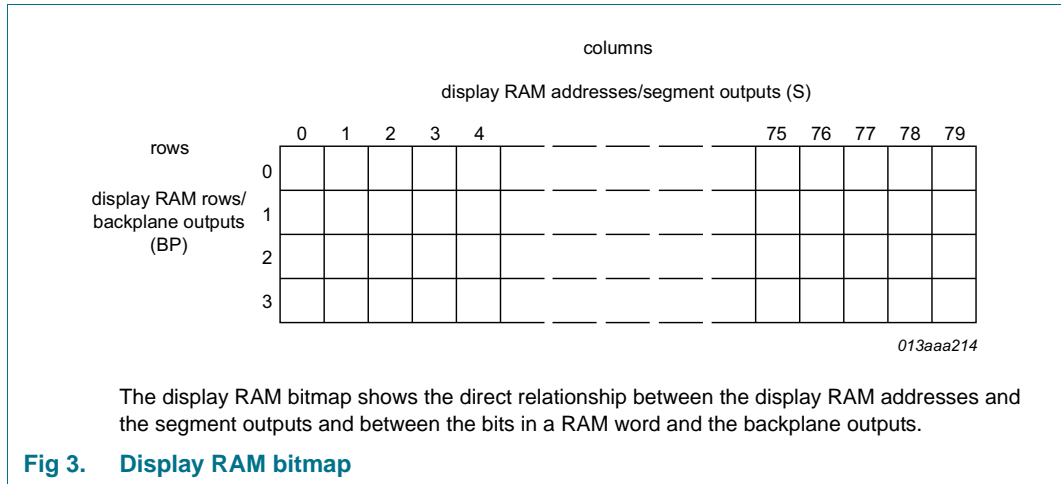 columns
display RAM addresses/segment outputs (S)
0 1 2 3 4 75 76 77 78 79
rows
0
display RAM rows/
backplane outputs
(BP)
1
2
3
013aaa214
The display RAM bitmap shows the direct relationship between the display RAM addresses and
the segment outputs and between the bits in a RAM word and the backplane outputs.
Fig 3. Display RAM bitmap